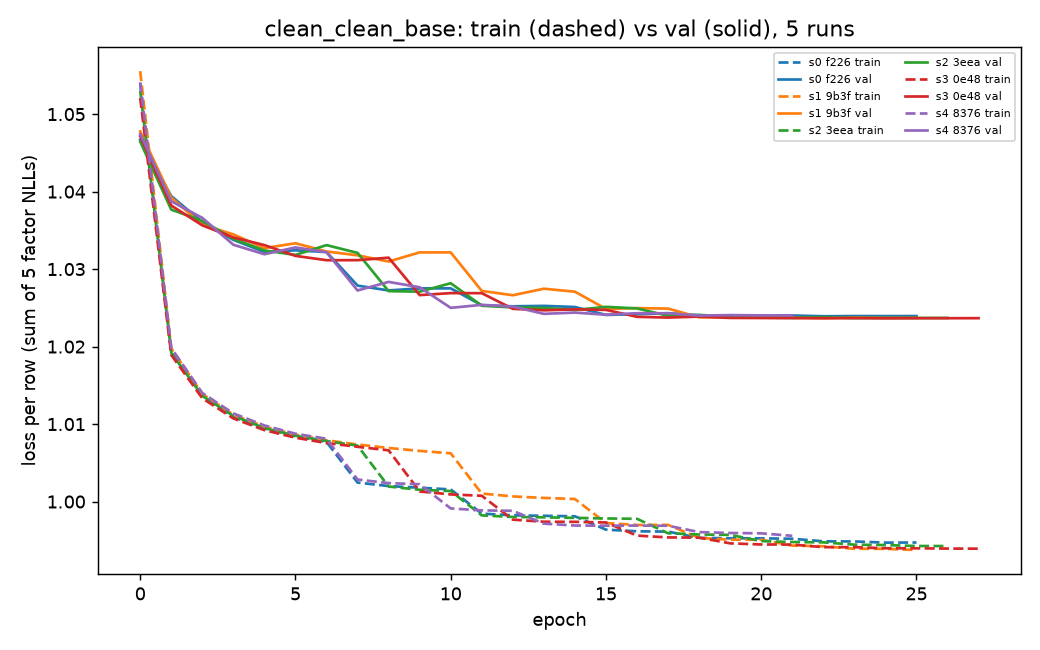 clean_clean_base: train (dashed) vs val (solid), 5 runs
s0 f226 train
s0 f226 val
s1 9b3f train
s1 9b3f val
s2 3eea train
s2 3eea val
s3 0e48 train
s3 0e48 val
s4 8376 train
s4 8376 val
loss per row (sum of 5 factor NLLs)
1.05
1.04
1.03
1.02
1.01
1.00
0
5
10
15
20
25
epoch